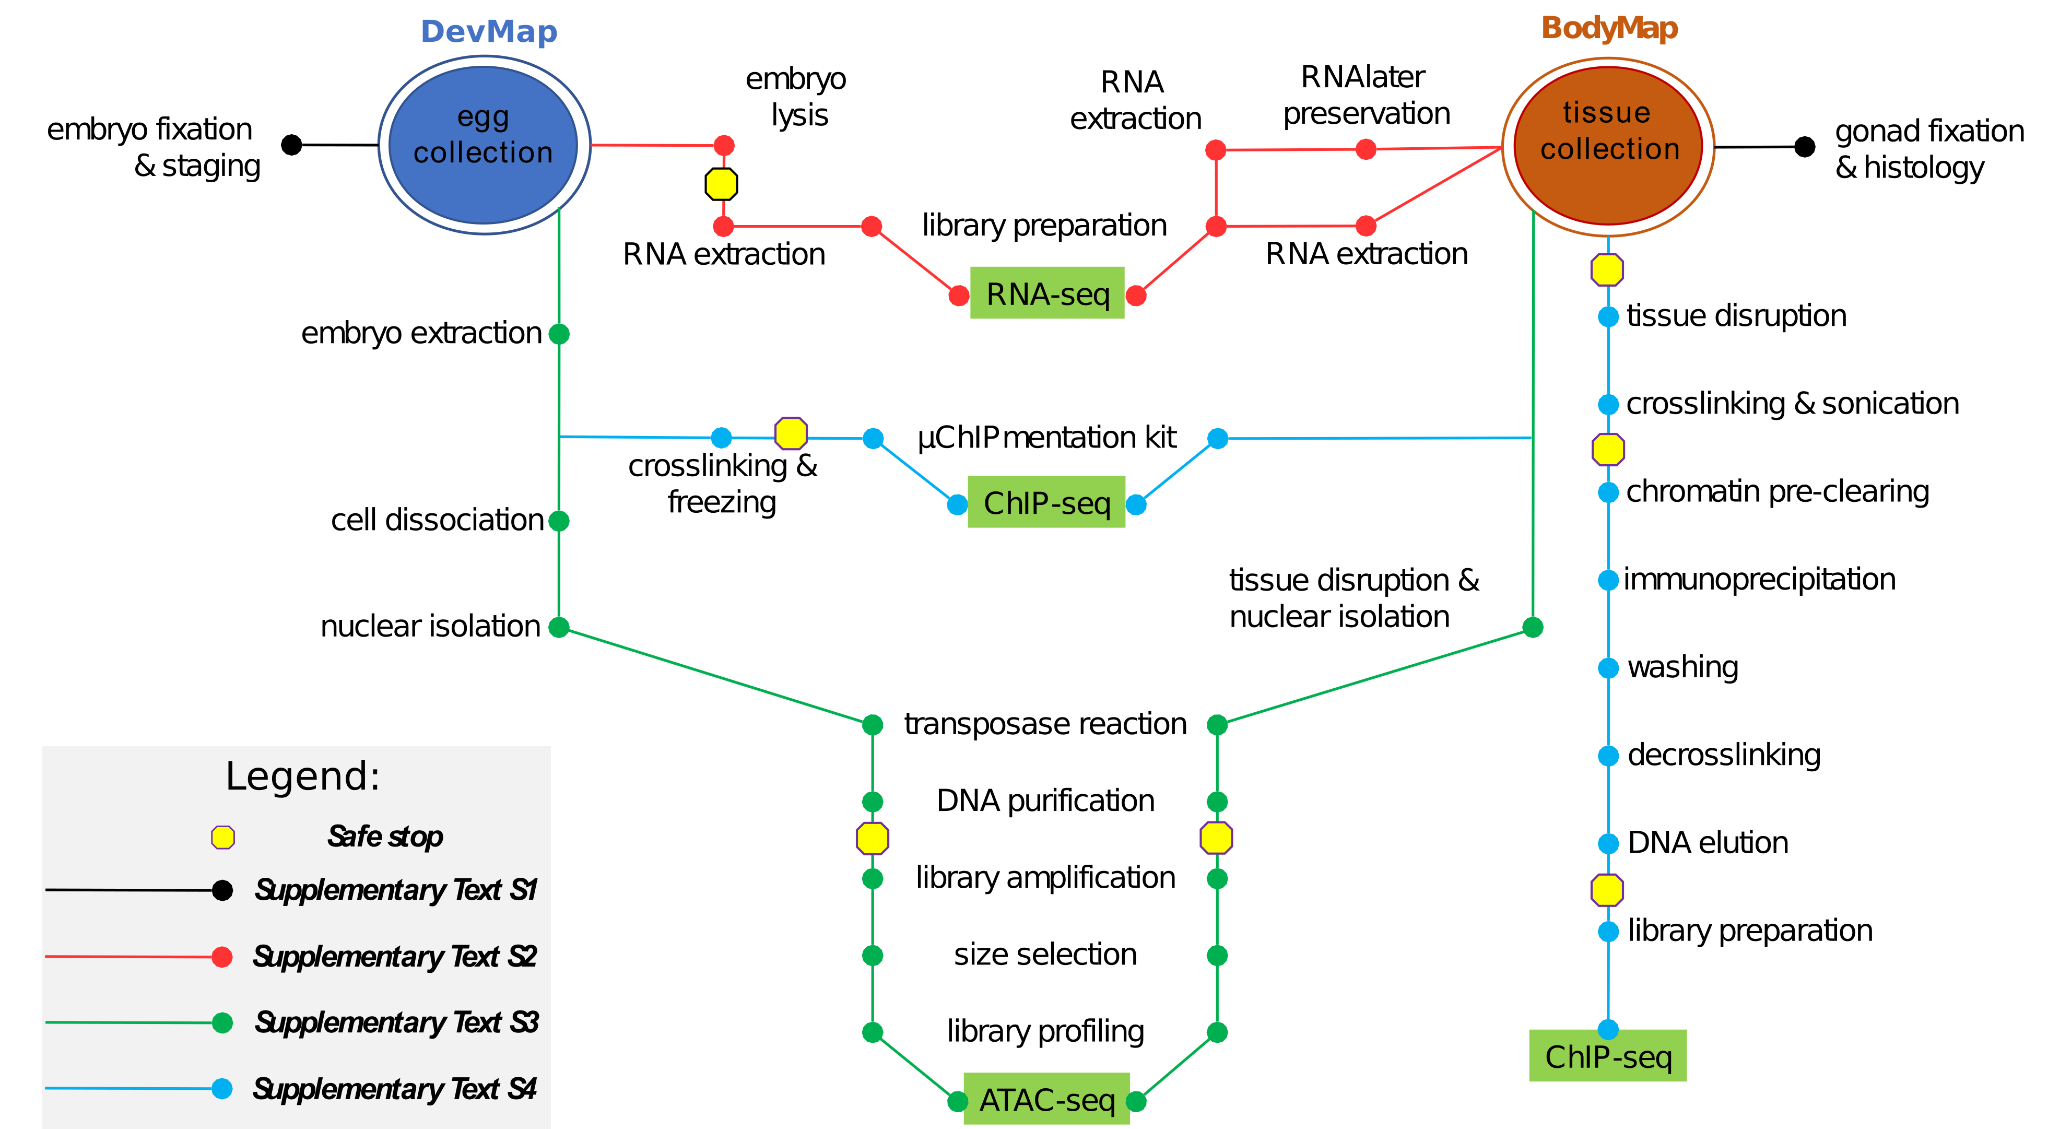 DevMap
BodyMap
egg
collection
embryo fixation
& staging
embryo
lysis
RNA extraction
library preparation
RNA-seq
RNA
extraction
RNAlater
preservation
RNA extraction
tissue
collection
gonad fixation
& histology
embryo extraction
crosslinking &
freezing
µChIPmentation kit
ChIP-seq
cell dissociation
nuclear isolation
tissue disruption &
nuclear isolation
transposase reaction
DNA purification
library amplification
size selection
library profiling
ATAC-seq
tissue disruption
crosslinking & sonication
chromatin pre-clearing
immunoprecipitation
washing
decrosslinking
DNA elution
library preparation
ChIP-seq
Legend:
Safe stop
Supplementary Text S1
Supplementary Text S2
Supplementary Text S3
Supplementary Text S4